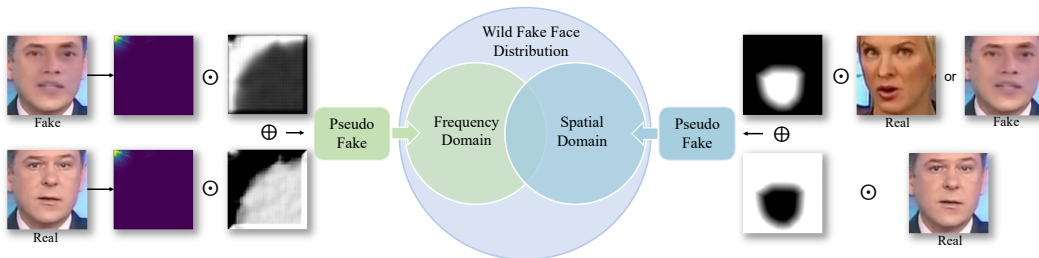 Fake
Real
Pseudo
Fake
Wild Fake Face
Distribution
Frequency
Domain
Spatial
Domain
Pseudo
Fake
or
Real
Fake
Real